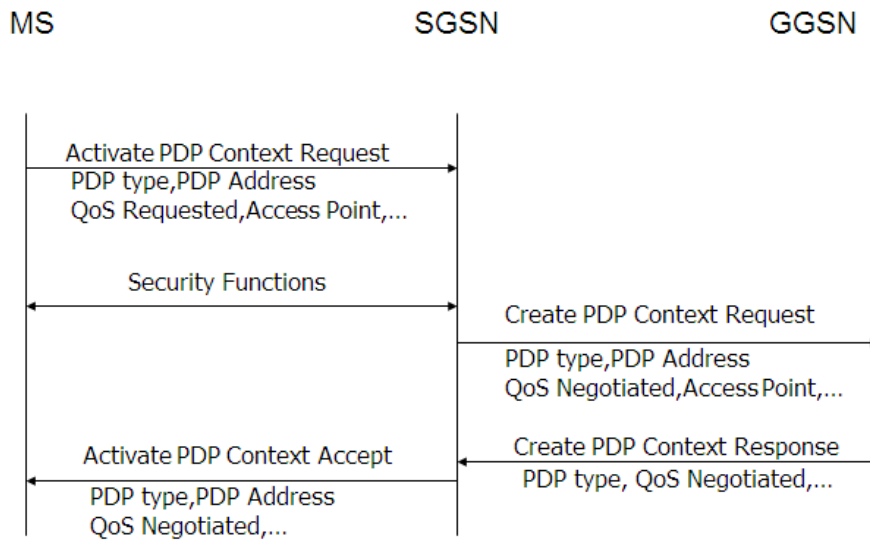 MS SGSN GGSN
Activate PDP Context Request
PDP type,PDP Address
QoS Requested,Access Point,...
Security Functions
Create PDP Context Request
PDP type,PDP Address
QoS Negotiated,Access Point,...
Create PDP Context Response
PDP type, QoS Negotiated,...
Activate PDP Context Accept
PDP type,PDP Address
QoS Negotiated,...